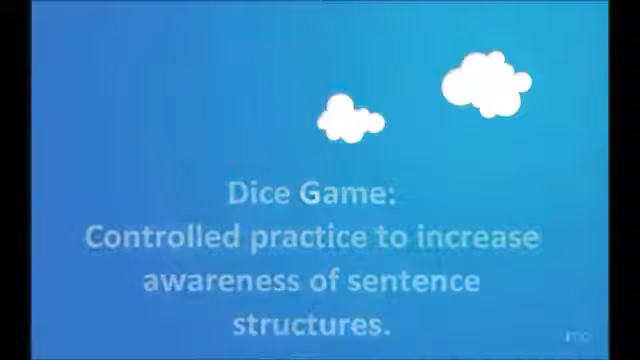 Dice Game:
Controlled practice to increase
awareness of sentence
structures.